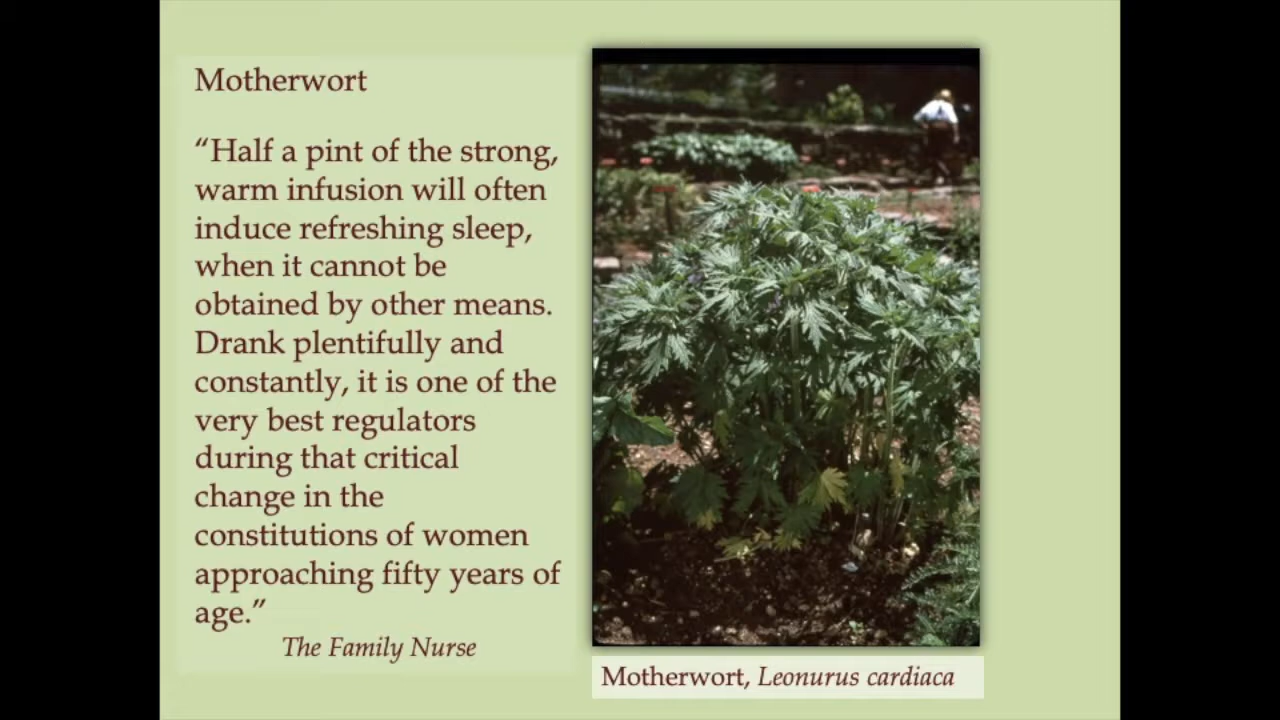 Motherwort
“Half a pint of the strong,
warm infusion will often
induce refreshing sleep,
when it cannot be
obtained by other means.
Drank plentifully and
constantly, it is one of the
very best regulators
during that critical
change in the
constitutions of women
approaching fifty years of
age.”
The Family Nurse
Motherwort, Leonurus cardiaca